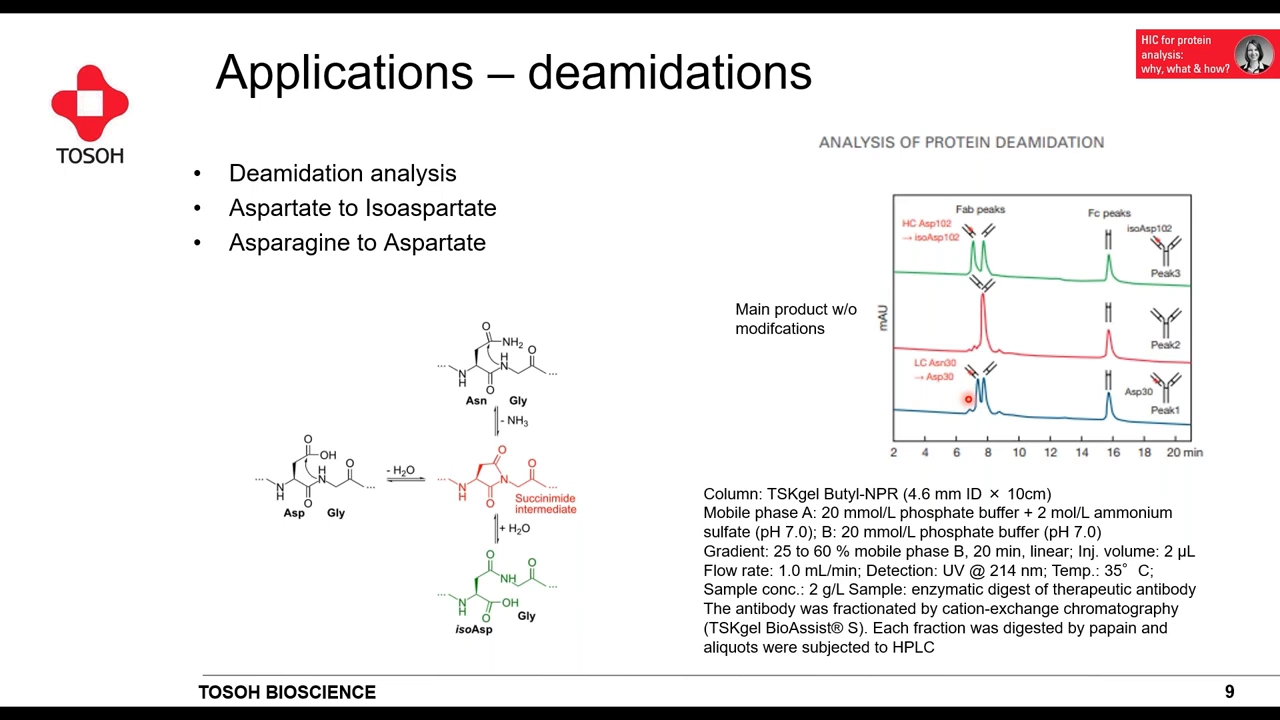 HIC for protein
analysis:
why, what & how?
Applications – deamidations
TOSOH
• Deamidation analysis
• Aspartate to Isoaspartate
• Asparagine to Aspartate
ANALYSIS OF PROTEIN DEAMIDATION
Fab peaks
Fc peaks
HC Asp102
→ isoAsp102
isoAsp102
Peak3
Main product w/o
modifcations
mAU
Peak2
LC Asn30
→ Asp30
Asp30
Peak1
2 4 6 8 10 12 14 16 18 20 min
O
NH₂
H
N
O
N
H
O
... ...
Asn Gly
- NH₃
O
OH
H
N
O
N
H
O
... ...
Asp Gly
- H₂O
O
N
O
N
H
O
... ...
Succinimide
intermediate
+ H₂O
O
NH
O
N
H
OH
O
... ...
Gly
isoAsp
Column: TSKgel Butyl-NPR (4.6 mm ID × 10cm)
Mobile phase A: 20 mmol/L phosphate buffer + 2 mol/L ammonium
sulfate (pH 7.0); B: 20 mmol/L phosphate buffer (pH 7.0)
Gradient: 25 to 60 % mobile phase B, 20 min, linear; Inj. volume: 2 µL
Flow rate: 1.0 mL/min; Detection: UV @ 214 nm; Temp.: 35° C;
Sample conc.: 2 g/L Sample: enzymatic digest of therapeutic antibody
The antibody was fractionated by cation-exchange chromatography
(TSKgel BioAssist® S). Each fraction was digested by papain and
aliquots were subjected to HPLC
TOSOH BIOSCIENCE
9